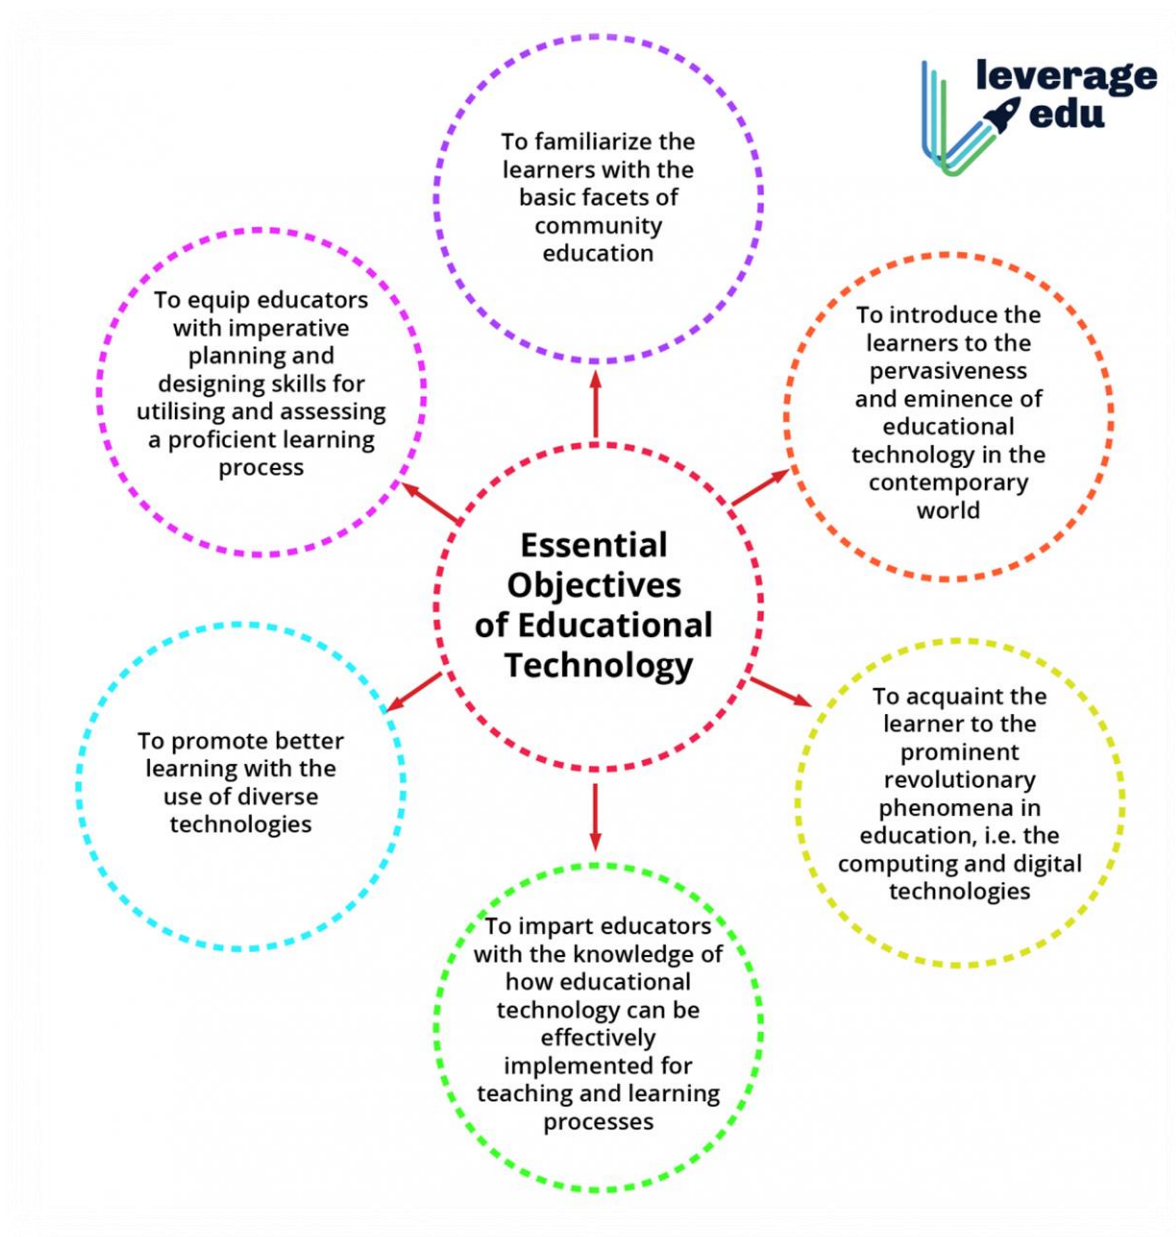 leverage
edu
To familiarize the
learners with the
basic facets of
community
education
To equip educators
with imperative
planning and
designing skills for
utilising and assessing
a proficient learning
process
To introduce the
learners to the
pervasiveness
and eminence of
educational
technology in the
contemporary
world
Essential
Objectives
of Educational
Technology
To promote better
learning with the
use of diverse
technologies
To acquaint the
learner to the
prominent
revolutionary
phenomena in
education, i.e. the
computing and digital
technologies
To impart educators
with the knowledge of
how educational
technology can be
effectively
implemented for
teaching and learning
processes